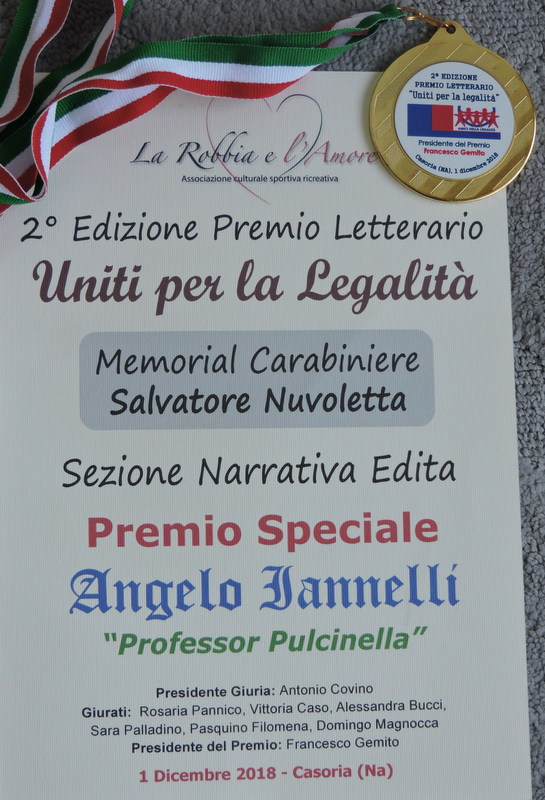 La Robbia e l'Amore
Associazione culturale sportiva ricreativa
2° Edizione Premio Letterario
Uniti per la Legalità
Memorial Carabiniere
Salvatore Nuvoletta
Sezione Narrativa Edita
Premio Speciale
Angelo Iannelli
“Professor Pulcinella”
Presidente Giuria: Antonio Covino
Giurati: Rosaria Pannico, Vittoria Caso, Alessandra Bucci,
Sara Palladino, Pasquino Filomena, Domingo Magnocca
Presidente del Premio: Francesco Gemito
1 Dicembre 2018 - Casoria (Na)
2ª EDIZIONE
PREMIO LETTERARIO
"Uniti per la legalità"
Presidente del Premio
Francesco Gemito
Casoria (NA), 1 dicembre 2018